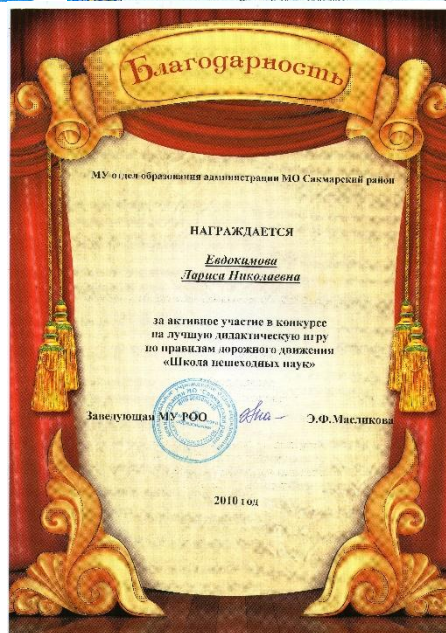 Благодарность
МУ отдел образования администрации МО Сакмарский район
НАГРАЖДАЕТСЯ
Евдокимова
Лариса Николаевна
за активное участие в конкурсе
на лучшую дидактическую игру
по правилам дорожного движения
«Школа пешеходных наук»
Заведующая МУ РОО Э.Ф.Масликова
2010 год